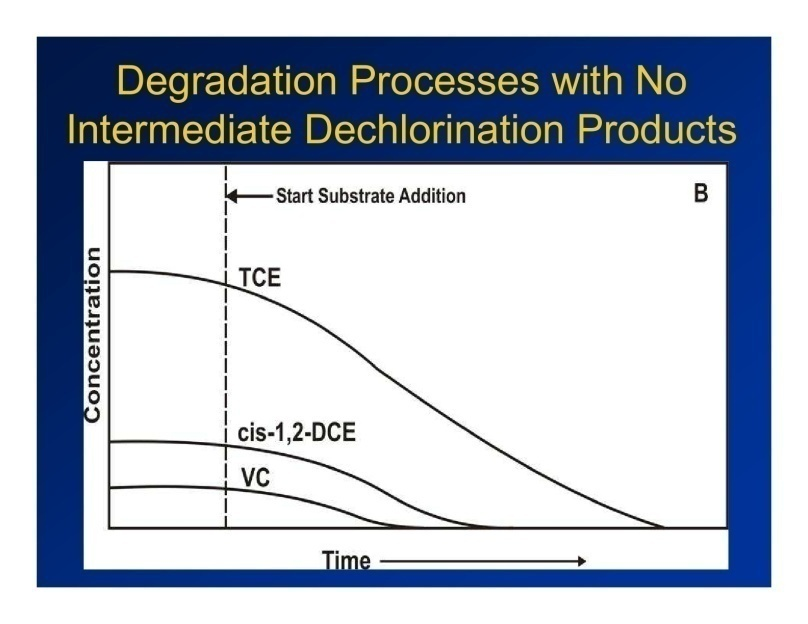 Degradation Processes with No
Intermediate Dechlorination Products
Start Substrate Addition
B
TCE
Concentration
cis-1,2-DCE
VC
Time